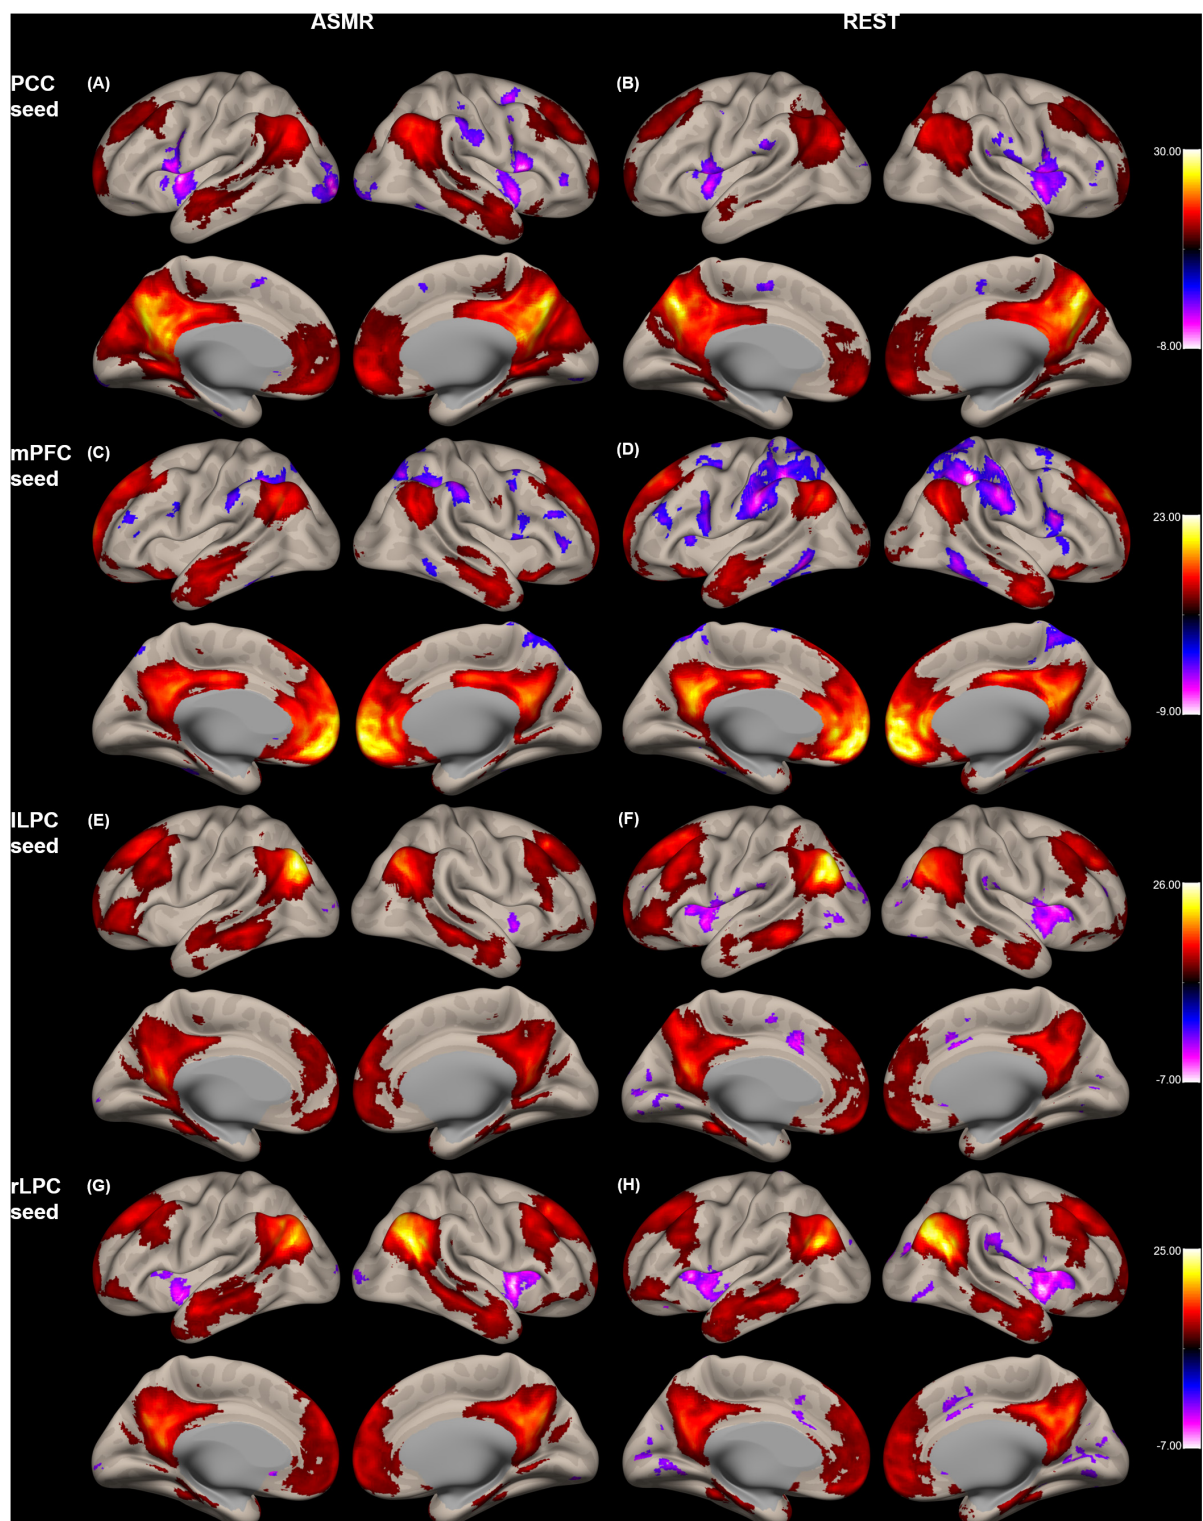 ASMR REST
PCC
seed
(A) (B)
30.00
-8.00
mPFC
seed
(C) (D)
23.00
-9.00
lLPC
seed
(E) (F)
26.00
-7.00
rLPC
seed
(G) (H)
25.00
-7.00